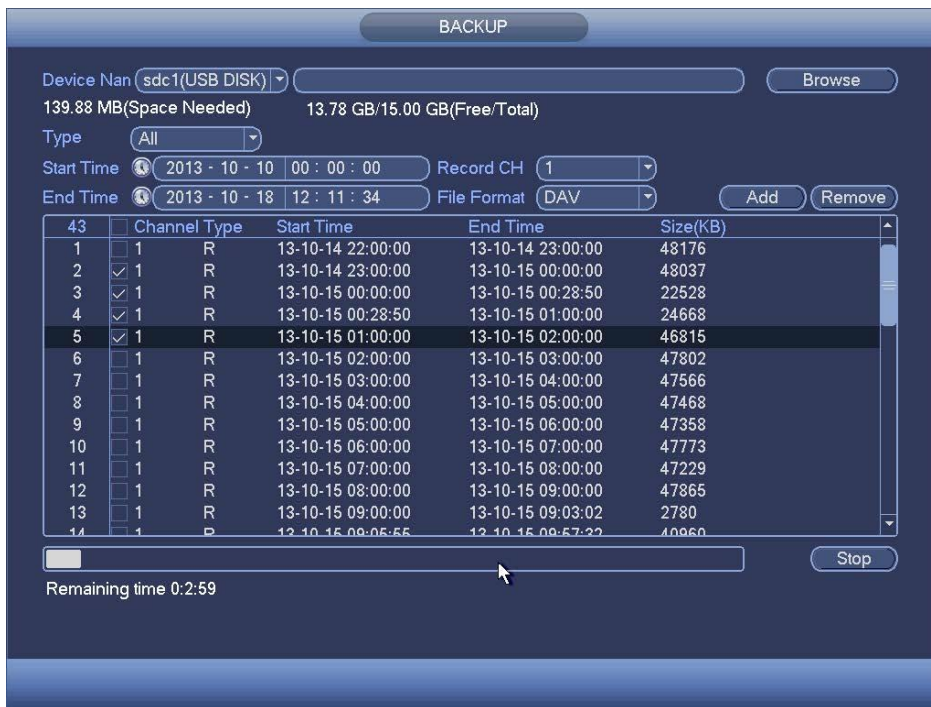 BACKUP
Device Nan sdc1(USB DISK) Browse
139.88 MB(Space Needed) 13.78 GB/15.00 GB(Free/Total)
Type All
Start Time 2013 - 10 - 10 00 : 00 : 00 Record CH 1
End Time 2013 - 10 - 18 12 : 11 : 34 File Format DAV Add Remove
43 Channel Type Start Time End Time Size(KB)
1 1 R 13-10-14 22:00:00 13-10-14 23:00:00 48176
2 1 R 13-10-14 23:00:00 13-10-15 00:00:00 48037
3 1 R 13-10-15 00:00:00 13-10-15 00:28:50 22528
4 1 R 13-10-15 00:28:50 13-10-15 01:00:00 24668
5 1 R 13-10-15 01:00:00 13-10-15 02:00:00 46815
6 1 R 13-10-15 02:00:00 13-10-15 03:00:00 47802
7 1 R 13-10-15 03:00:00 13-10-15 04:00:00 47566
8 1 R 13-10-15 04:00:00 13-10-15 05:00:00 47468
9 1 R 13-10-15 05:00:00 13-10-15 06:00:00 47358
10 1 R 13-10-15 06:00:00 13-10-15 07:00:00 47773
11 1 R 13-10-15 07:00:00 13-10-15 08:00:00 47229
12 1 R 13-10-15 08:00:00 13-10-15 09:00:00 47865
13 1 R 13-10-15 09:00:00 13-10-15 09:03:02 2780
14 1 R 13-10-15 13-10-15 40960
Stop
Remaining time 0:2:59